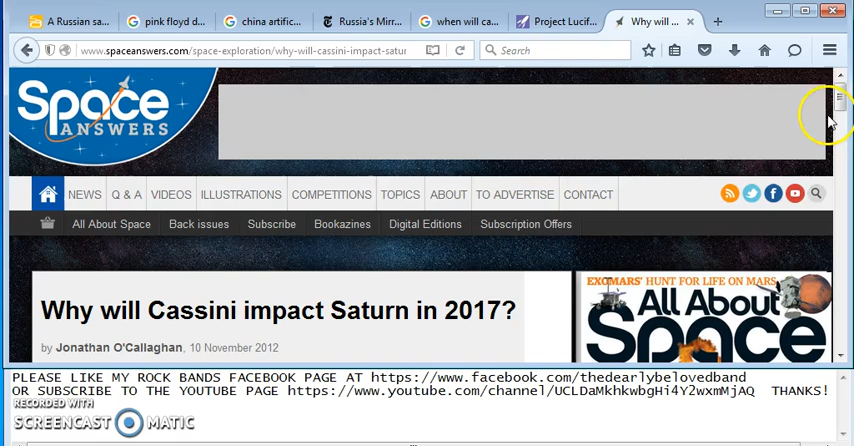 A Russian sa...
pink floyd d...
china artific...
Russia's Mirr...
when will ca...
Project Lucif...
Why will ...
www.spaceanswers.com/space-exploration/why-will-cassini-impact-satur
Search
Space
ANSWERS
NEWS
Q & A
VIDEOS
ILLUSTRATIONS
COMPETITIONS
TOPICS
ABOUT
TO ADVERTISE
CONTACT
All About Space
Back issues
Subscribe
Bookazines
Digital Editions
Subscription Offers
Why will Cassini impact Saturn in 2017?
by Jonathan O'Callaghan, 10 November 2012
EXOMARS' HUNT FOR LIFE ON MARS
All About
Space
PLEASE LIKE MY ROCK BANDS FACEBOOK PAGE AT https://www.facebook.com/thedearlybelovedband
OR SUBSCRIBE TO THE YOUTUBE PAGE https://www.youtube.com/channel/UCLDaMkhkwbgHi4Y2wxmMjAQ THANKS!
RECORDED WITH
SCREENCAST MATIC